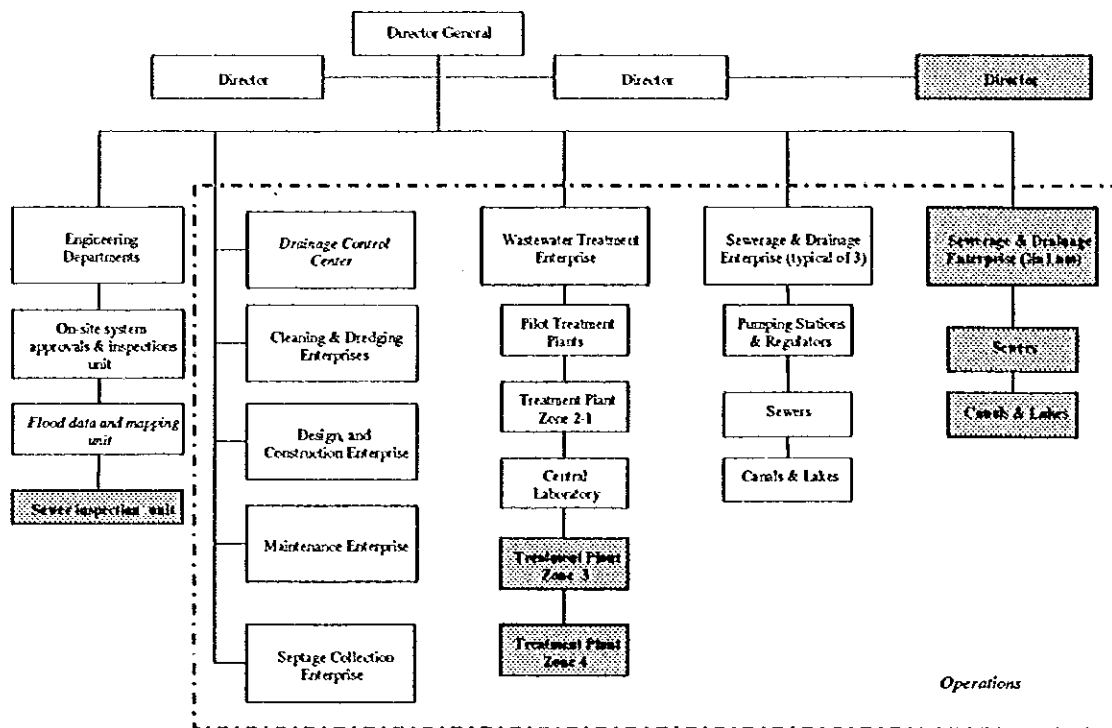 Director General
Director
Director
Director
Engineering
Departments
On-site system
approvals & inspections
unit
Flood data and mapping
unit
Sewer inspection unit
Drainage Control
Center
Cleaning & Dredging
Enterprises
Design, and
Construction Enterprise
Maintenance Enterprise
Septage Collection
Enterprise
Wastewater Treatment
Enterprise
Pilot Treatment
Plants
Treatment Plant
Zone 2-1
Central
Laboratory
Treatment Plant
Zone 3
Treatment Plant
Zone 4
Sewerage & Drainage
Enterprise (typical of 3)
Pumping Stations
& Regulators
Sewers
Canals & Lakes
Sewerage & Drainage
Enterprise
Sewers
Canals & Lakes
Operations